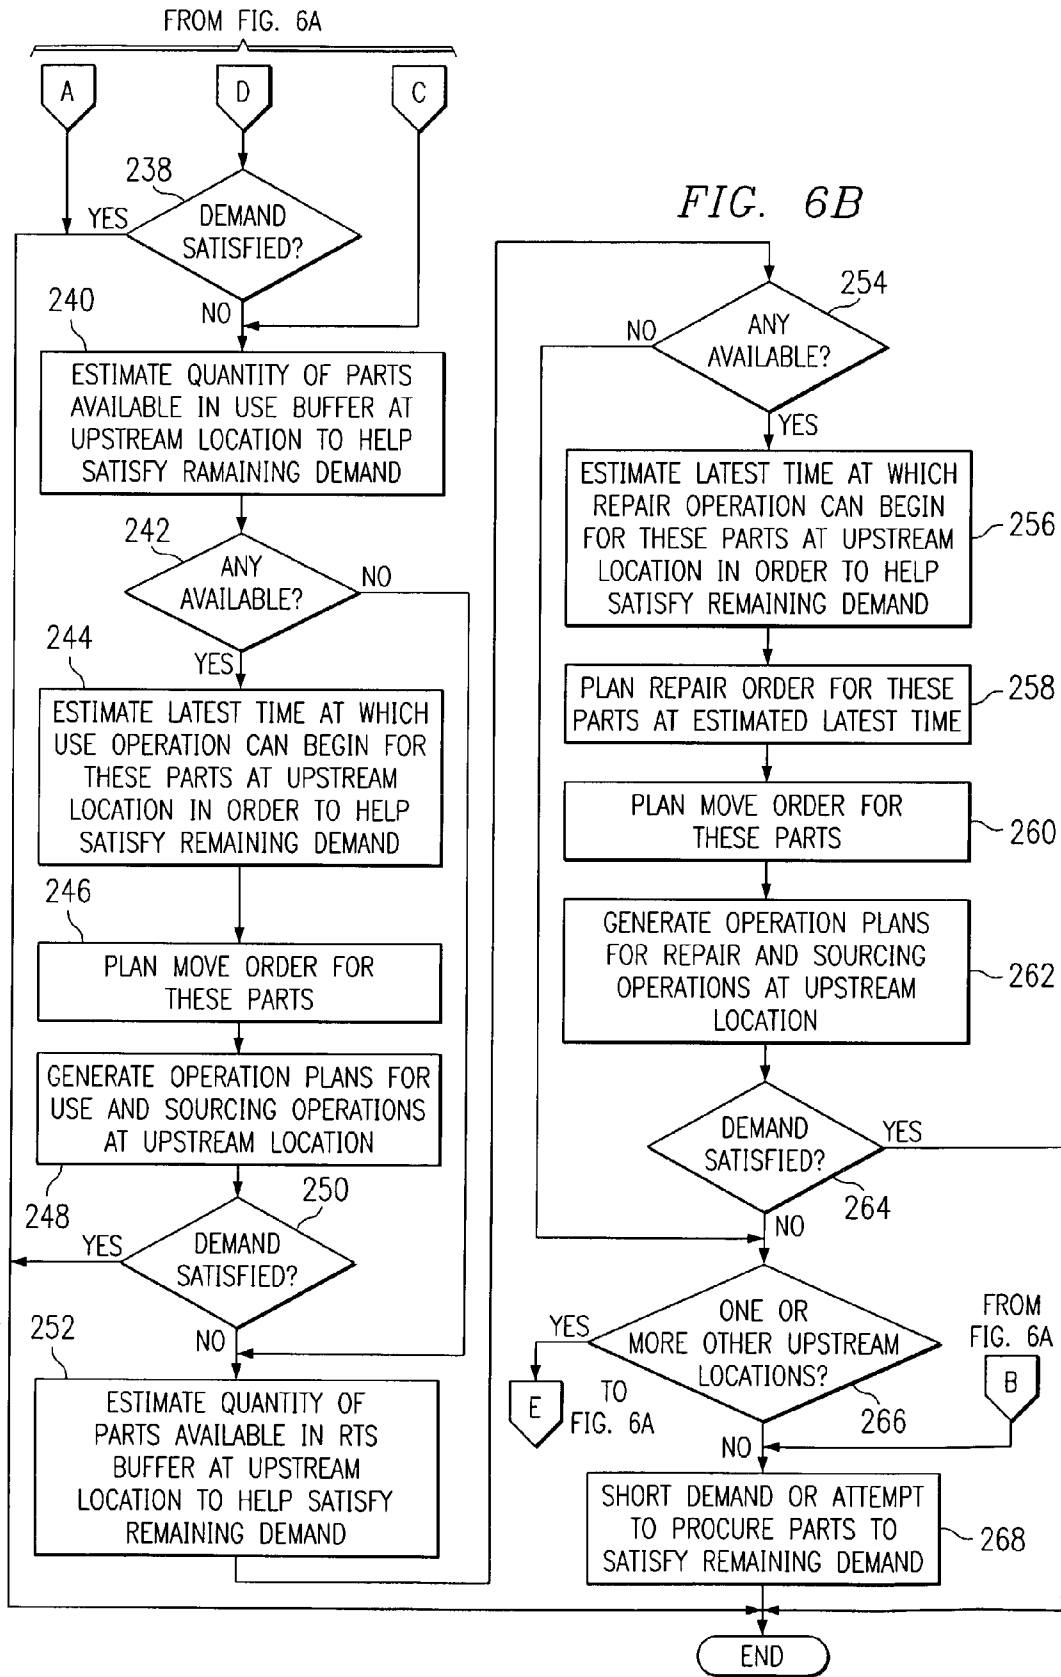 FROM FIG. 6A
A
D
C
238
YES
DEMAND
SATISFIED?
NO
240
ESTIMATE QUANTITY OF PARTS
AVAILABLE IN USE BUFFER AT
UPSTREAM LOCATION TO HELP
SATISFY RAMAINING DEMAND
242
ANY
AVAILABLE?
NO
YES
244
ESTIMATE LATEST TIME AT WHICH
USE OPERATION CAN BEGIN FOR
THESE PARTS AT UPSTREAM
LOCATION IN ORDER TO HELP
SATISFY REMAINING DEMAND
246
PLAN MOVE ORDER FOR
THESE PARTS
GENERATE OPERATION PLANS FOR
USE AND SOURCING OPERATIONS
AT UPSTREAM LOCATION
248
250
YES
DEMAND
SATISFIED?
NO
252
ESTIMATE QUANTITY OF
PARTS AVAILABLE IN RTS
BUFFER AT UPSTREAM
LOCATION TO HELP SATISFY
REMAINING DEMAND
FIG. 6B
254
NO
ANY
AVAILABLE?
YES
ESTIMATE LATEST TIME AT WHICH
REPAIR OPERATION CAN BEGIN
FOR THESE PARTS AT UPSTREAM
LOCATION IN ORDER TO HELP
SATISFY REMAINING DEMAND
256
PLAN REPAIR ORDER FOR THESE
PARTS AT ESTIMATED LATEST TIME
258
PLAN MOVE ORDER FOR
THESE PARTS
260
GENERATE OPERATION PLANS
FOR REPAIR AND SOURCING
OPERATIONS AT UPSTREAM
LOCATION
262
DEMAND
SATISFIED?
YES
264
NO
ONE OR
MORE OTHER UPSTREAM
LOCATIONS?
YES
266
E
TO
FIG. 6A
FROM
FIG. 6A
B
NO
SHORT DEMAND OR ATTEMPT
TO PROCURE PARTS TO
SATISFY REMAINING DEMAND
268
END